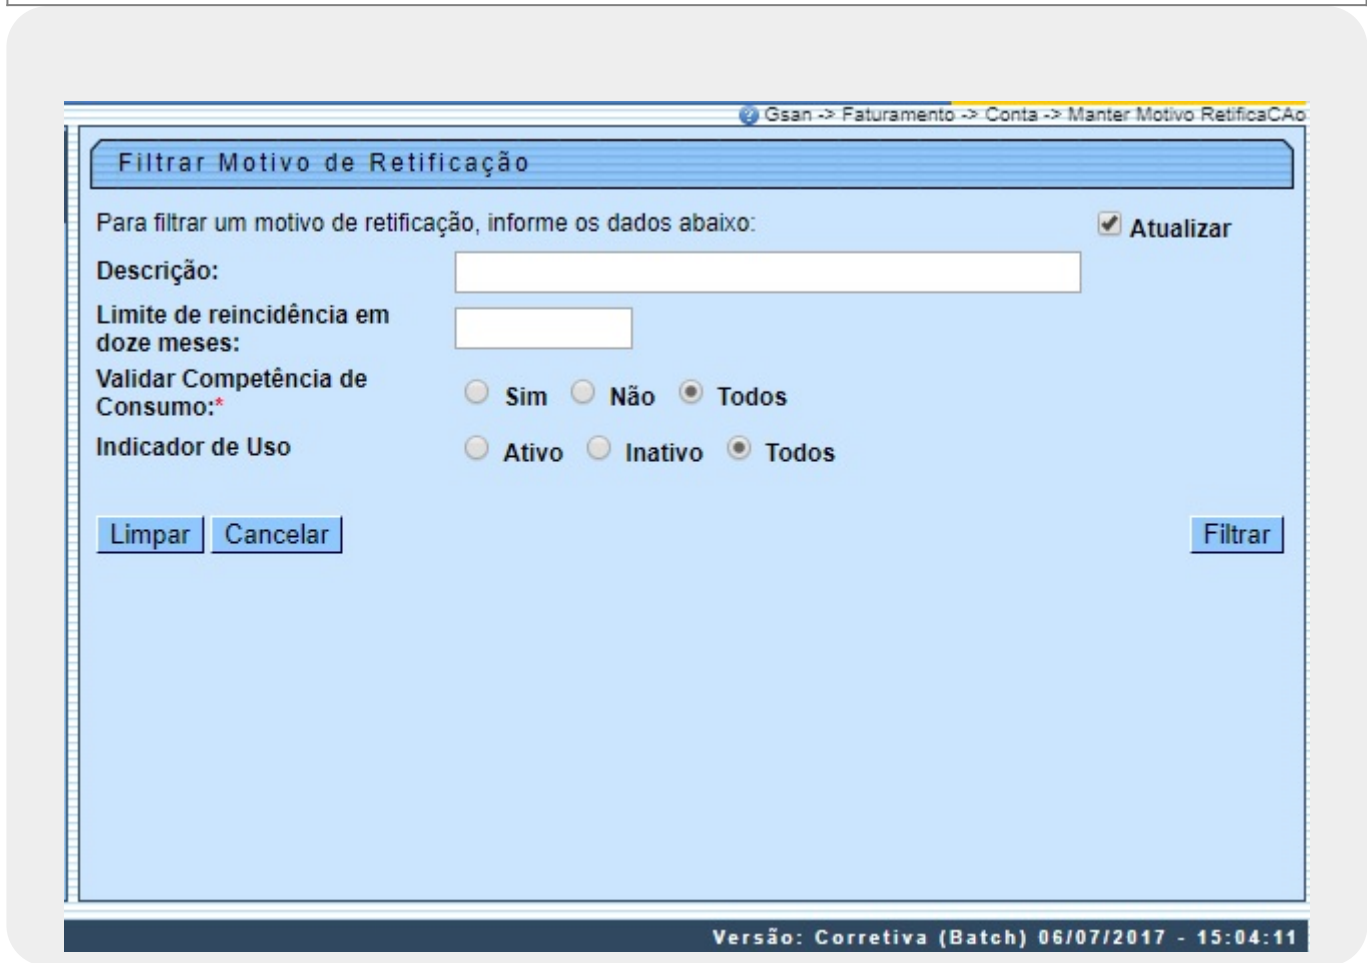 Gsan -> Faturamento -> Conta -> Manter Motivo RetificaCAo
Filtrar Motivo de Retificação
Para filtrar um motivo de retificação, informe os dados abaixo: Atualizar
Descrição:
Limite de reincidência em
doze meses:
Validar Competência de
Consumo:* Sim Não Todos
Indicador de Uso Ativo Inativo Todos
Limpar Cancelar Filtrar
Versão: Corretiva (Batch) 06/07/2017 - 15:04:11